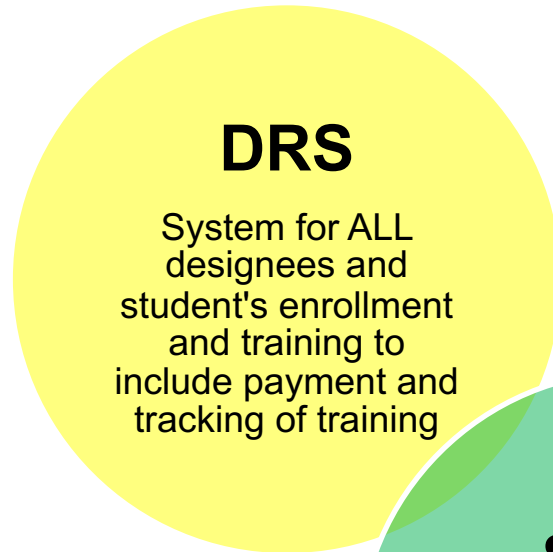 DRS
System for ALL
designees and
student's enrollment
and training to
include payment and
tracking of training